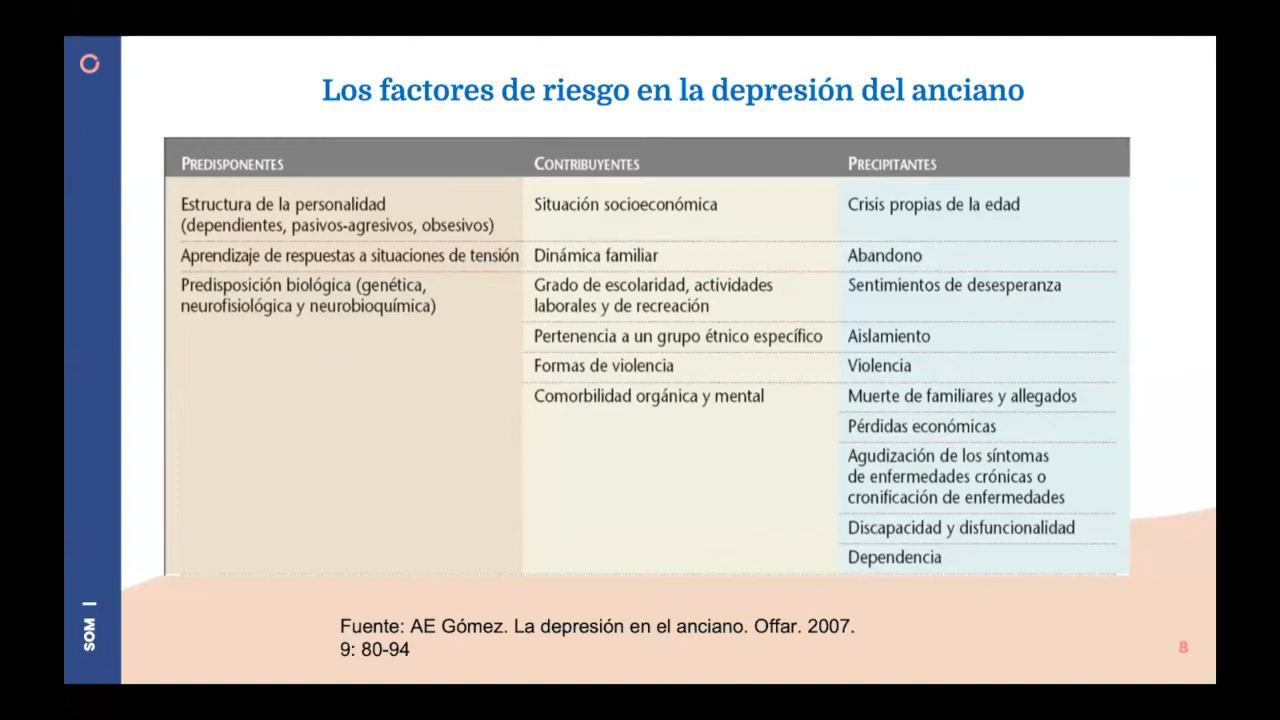 Los factores de riesgo en la depresión del anciano
PREDISPONENTES
CONTRIBUYENTES
PRECIPITANTES
Estructura de la personalidad
(dependientes, pasivos-agresivos, obsesivos)
Situación socioeconómica
Crisis propias de la edad
Aprendizaje de respuestas a situaciones de tensión
Dinámica familiar
Abandono
Predisposición biológica (genética,
neurofisiológica y neurobioquímica)
Grado de escolaridad, actividades
laborales y de recreación
Sentimientos de desesperanza
Pertenencia a un grupo étnico específico
Aislamiento
Formas de violencia
Violencia
Comorbilidad orgánica y mental
Muerte de familiares y allegados
Pérdidas económicas
Agudización de los síntomas
de enfermedades crónicas o
cronificación de enfermedades
Discapacidad y disfuncionalidad
Dependencia
Fuente: AE Gómez. La depresión en el anciano. Offar. 2007.
9: 80-94
SOM |
8